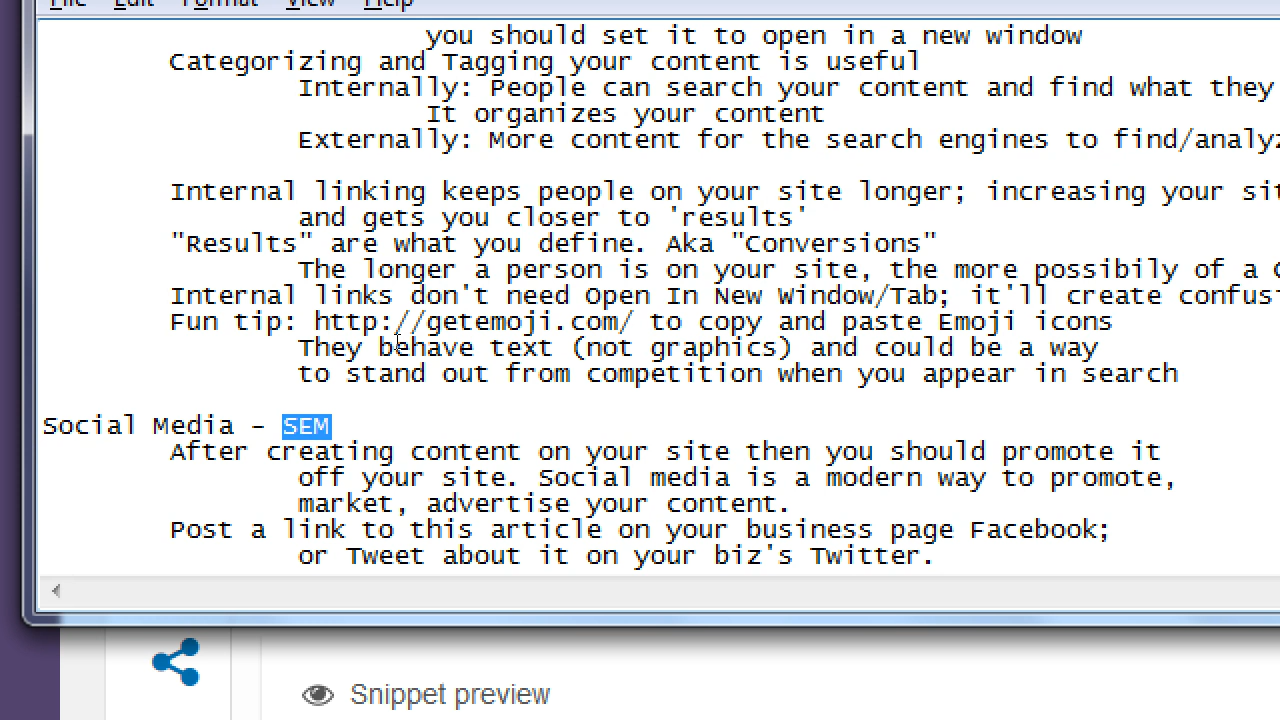 File Edit Format View Help
you should set it to open in a new window
Categorizing and Tagging your content is useful
Internally: People can search your content and find what they
It organizes your content
Externally: More content for the search engines to find/analyz
Internal linking keeps people on your site longer; increasing your sit
and gets you closer to 'results'
"Results" are what you define. Aka "Conversions"
The longer a person is on your site, the more possibily of a C
Internal links don't need Open In New Window/Tab; it'll create confusi
Fun tip: http://getemoji.com/ to copy and paste Emoji icons
They behave text (not graphics) and could be a way
to stand out from competition when you appear in search
Social Media - SEM
After creating content on your site then you should promote it
off your site. Social media is a modern way to promote,
market, advertise your content.
Post a link to this article on your business page Facebook;
or Tweet about it on your biz's Twitter.
Snippet preview